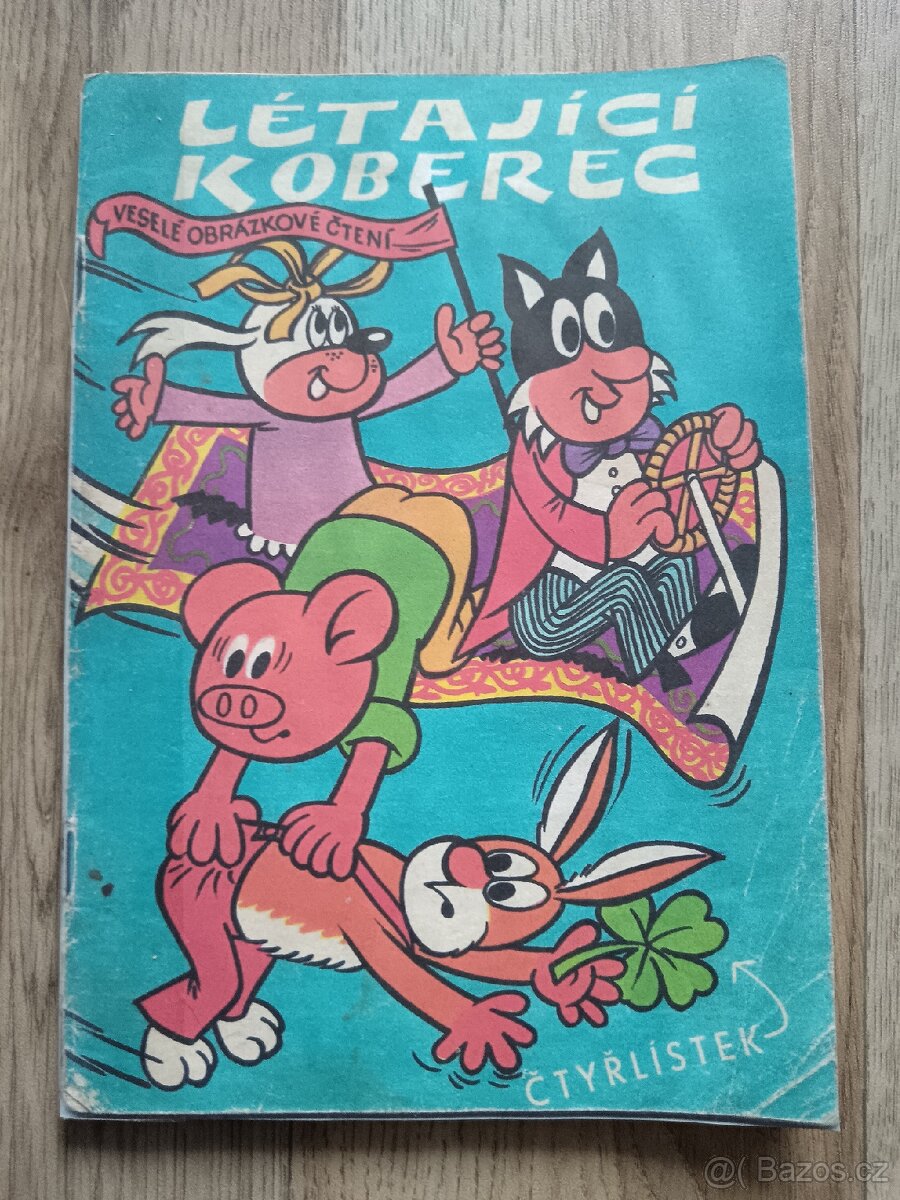 LÉTAJÍCÍ
KOBEREC
VESELÉ OBRÁZKOVÉ ČTENÍ
ČTYŘLÍSTEK
@( Bazos.cz